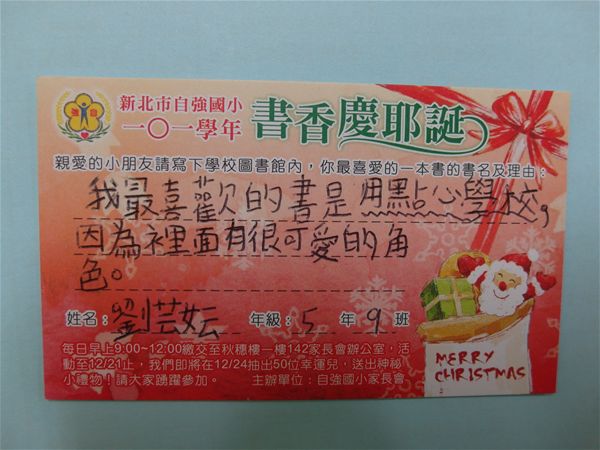 自強
新北市自強國小
一○一學年
書香慶耶誕
親愛的小朋友請寫下學校圖書館內，你最喜愛的一本書的書名及理由：
我最喜歡的書是用點心學校，
因為裡面有很可愛的角
色。
姓名：劉芸妘 年級：5 年 9 班
每日早上9:00~12:00繳交至秋穗樓一樓142家長會辦公室，活
動至12/21止，我們即將在12/24抽出50位幸運兒，送出神秘
小禮物！請大家踴躍參加。 主辦單位：自強國小家長會
MERRY
CHRISTMAS